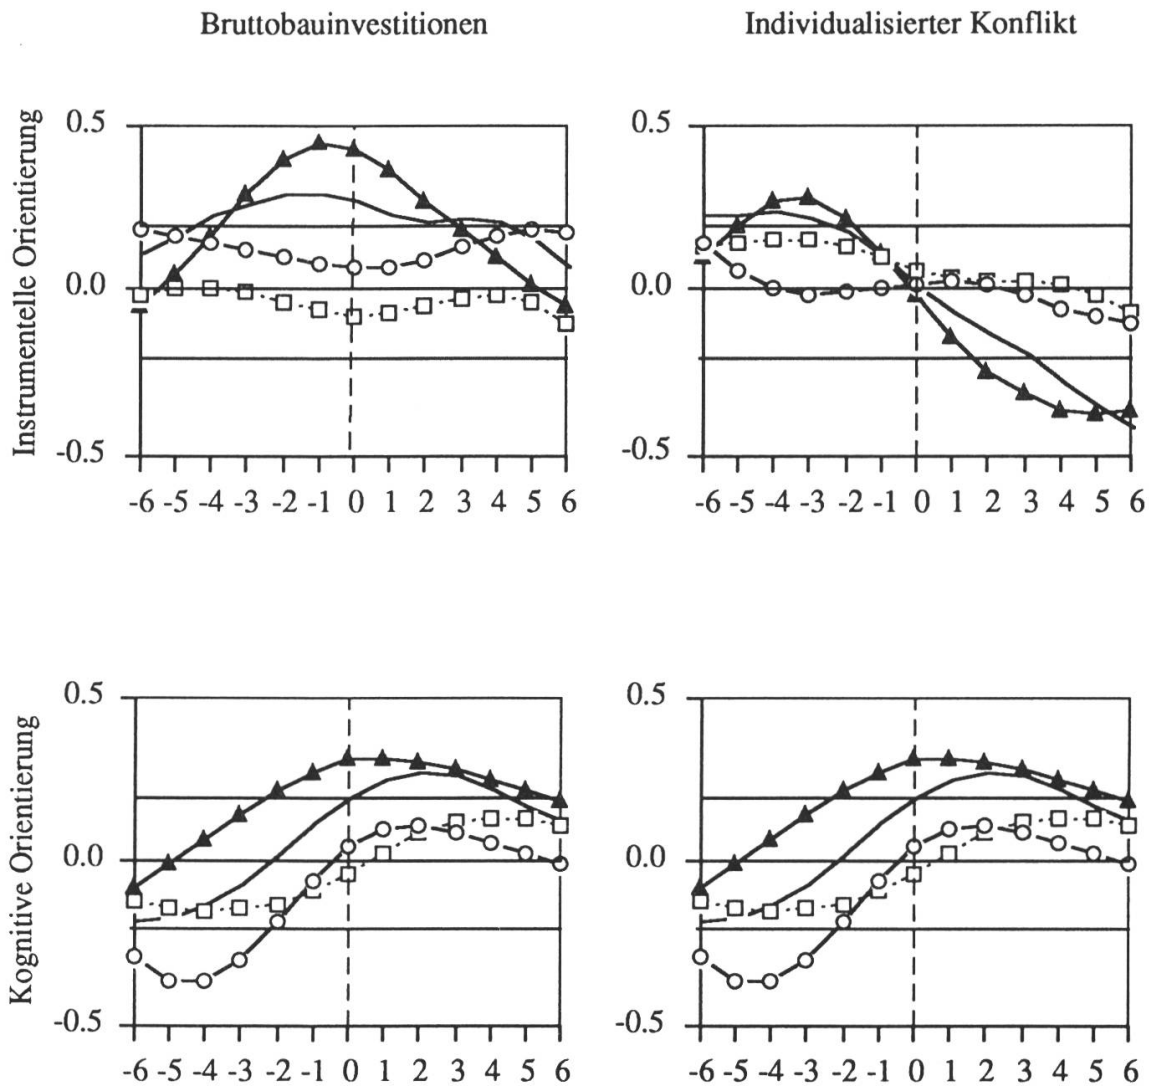 Bruttobauinvestitionen Individualisierter Konflikt
Instrumentelle Orientierung
0.5 0.5
0.0 0.0
-0.5 -0.5
-6 -5 -4 -3 -2 -1 0 1 2 3 4 5 6 -6 -5 -4 -3 -2 -1 0 1 2 3 4 5 6
Kognitive Orientierung
0.5 0.5
0.0 0.0
-0.5 -0.5
-6 -5 -4 -3 -2 -1 0 1 2 3 4 5 6 -6 -5 -4 -3 -2 -1 0 1 2 3 4 5 6